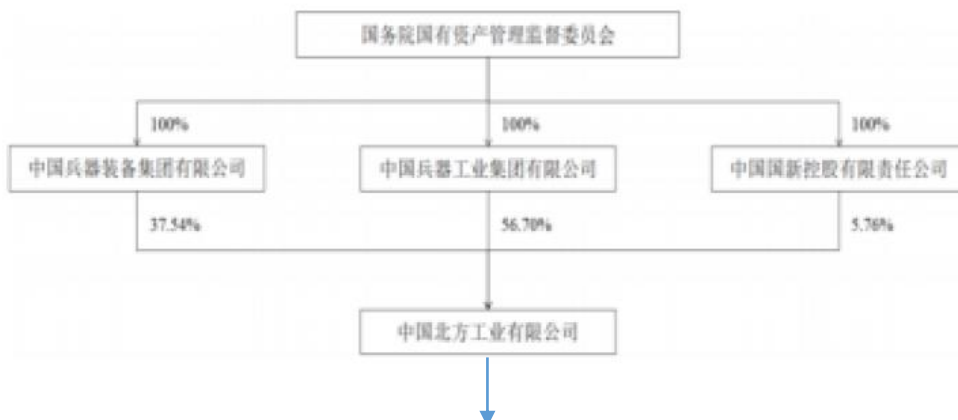 国务院国有资产管理监督委员会
100%
100%
100%
中国兵器装备集团有限公司
中国兵器工业集团有限公司
中国国新控股有限责任公司
37.54%
56.70%
5.76%
中国北方工业有限公司